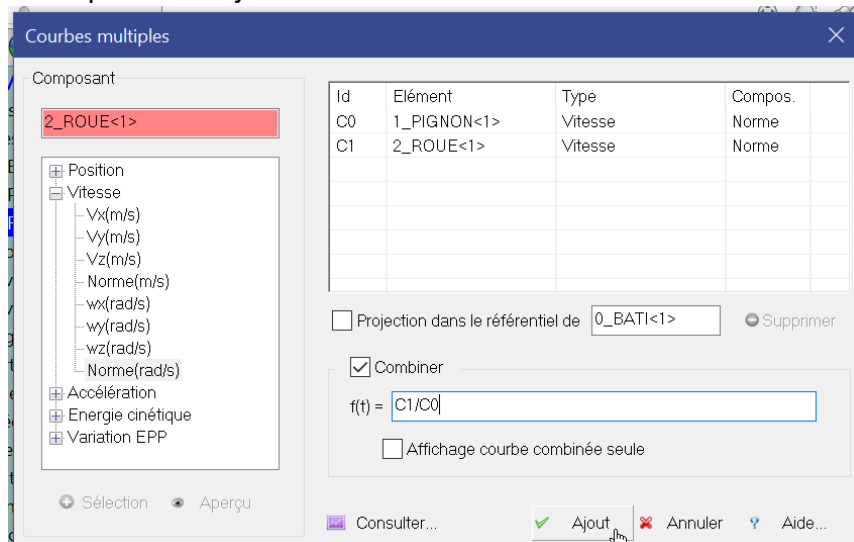 Courbes multiples
Composant
2_ROUE<1>
Position
Vitesse
Vx(m/s)
Vy(m/s)
Vz(m/s)
Norme(m/s)
wx(rad/s)
wy(rad/s)
wz(rad/s)
Norme(rad/s)
Accélération
Energie cinétique
Variation EPP
Sélection Aperçu
Id Elément Type Compos.
C0 1_PIGNON<1> Vitesse Norme
C1 2_ROUE<1> Vitesse Norme
Projection dans le référentiel de 0_BATI<1> Supprimer
Combiner
f(t) = C1/C0
Affichage courbe combinée seule
Consulter... Ajout Annuler ? Aide...